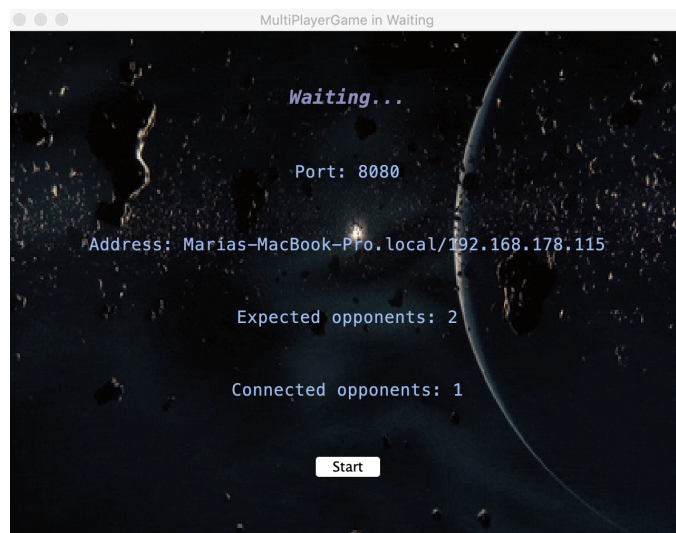 MultiPlayerGame in Waiting
Waiting...
Port: 8080
Address: Marias-MacBook-Pro.local/192.168.178.115
Expected opponents: 2
Connected opponents: 1
Start